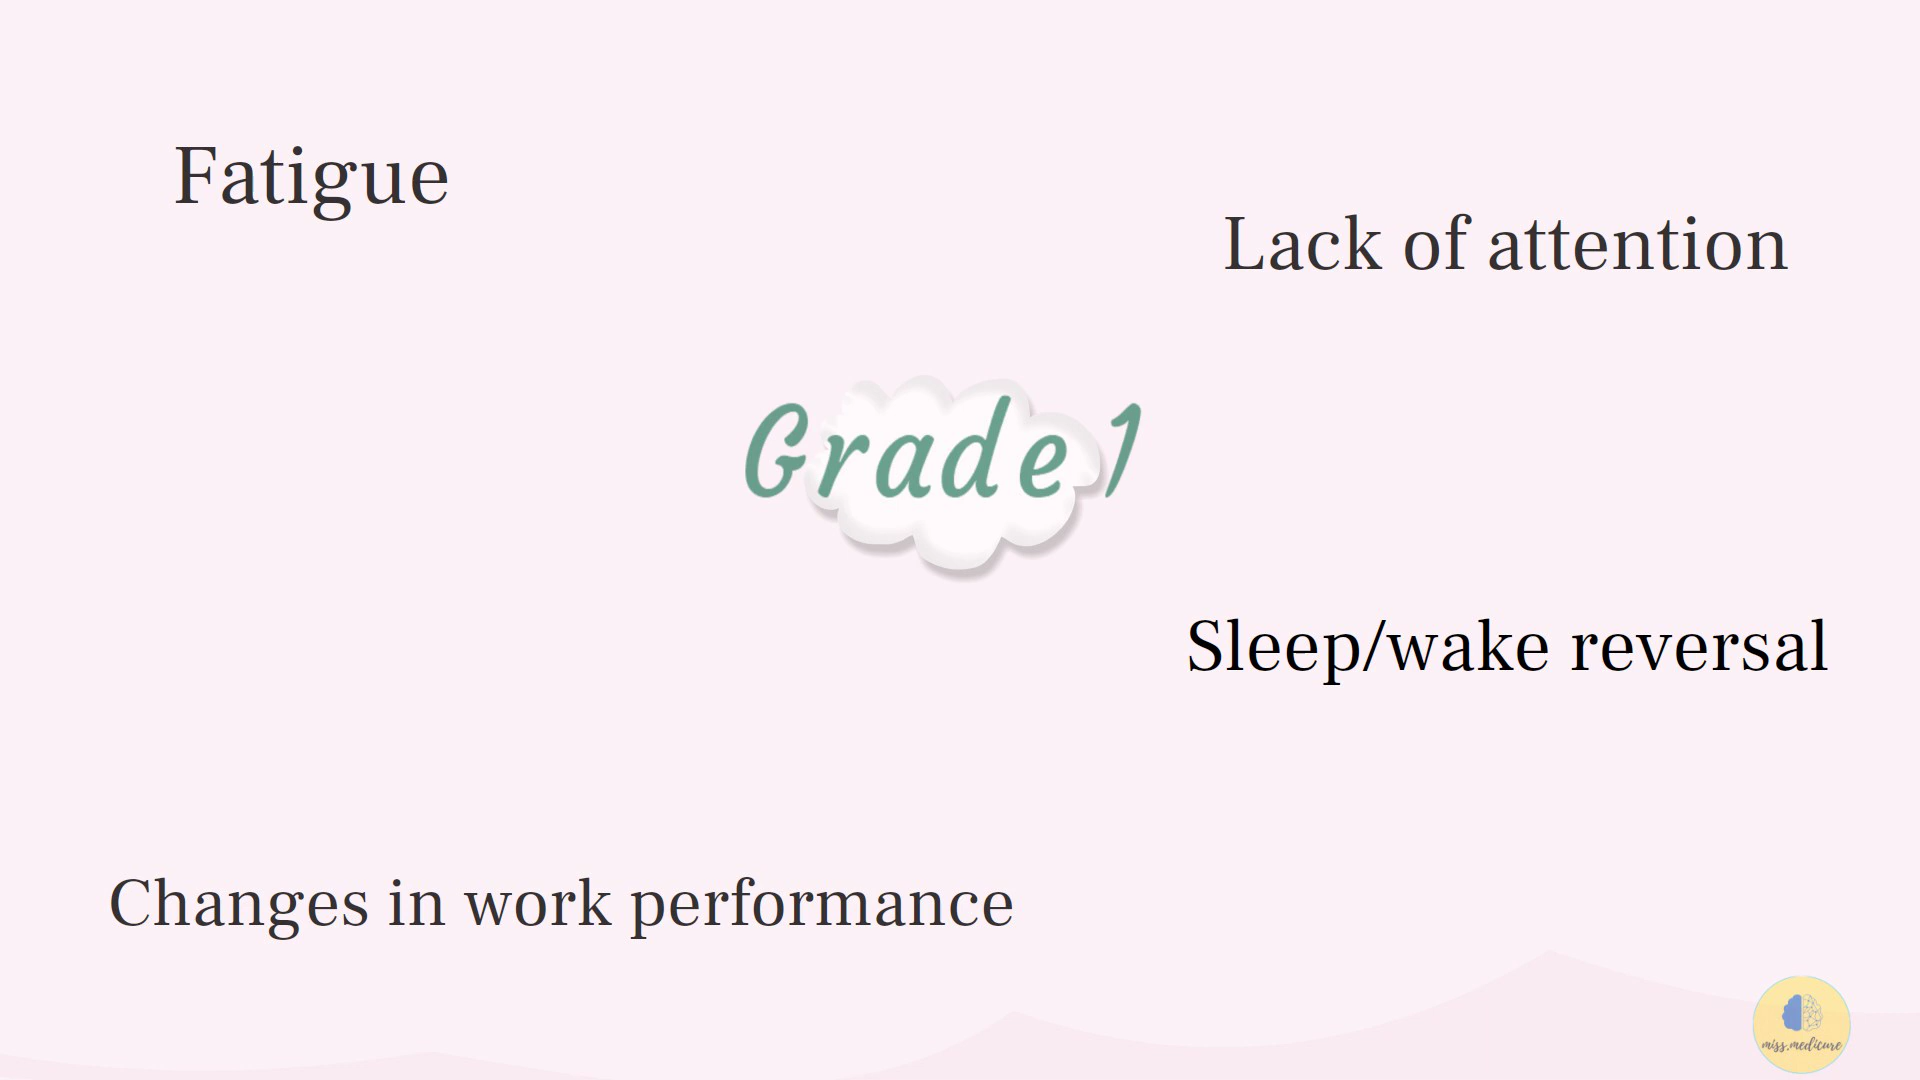 Fatigue
Lack of attention
Grade 1
Sleep/wake reversal
Changes in work performance
miss.medicure